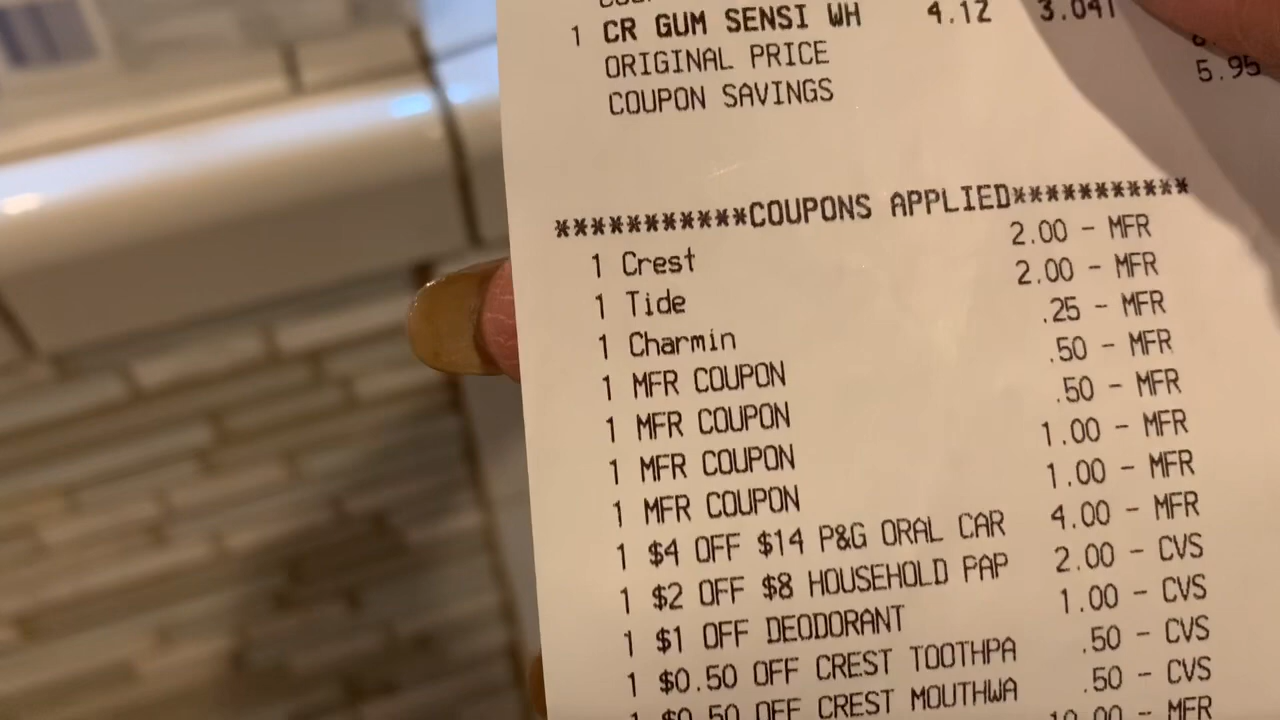 1 CR GUM SENSI WH 4.12
ORIGINAL PRICE
COUPON SAVINGS 5.95
***********COUPONS APPLIED***********
1 Crest 2.00 - MFR
1 Tide 2.00 - MFR
1 Charmin .25 - MFR
1 MFR COUPON .50 - MFR
1 MFR COUPON .50 - MFR
1 MFR COUPON 1.00 - MFR
1 MFR COUPON 1.00 - MFR
1 $4 OFF $14 P&G ORAL CAR 4.00 - MFR
1 $2 OFF $8 HOUSEHOLD PAP 2.00 - CVS
1 $1 OFF DEODORANT 1.00 - CVS
1 $0.50 OFF CREST TOOTHPA .50 - CVS
1 $0.50 OFF CREST MOUTHWA .50 - CVS
10.00 - MFR